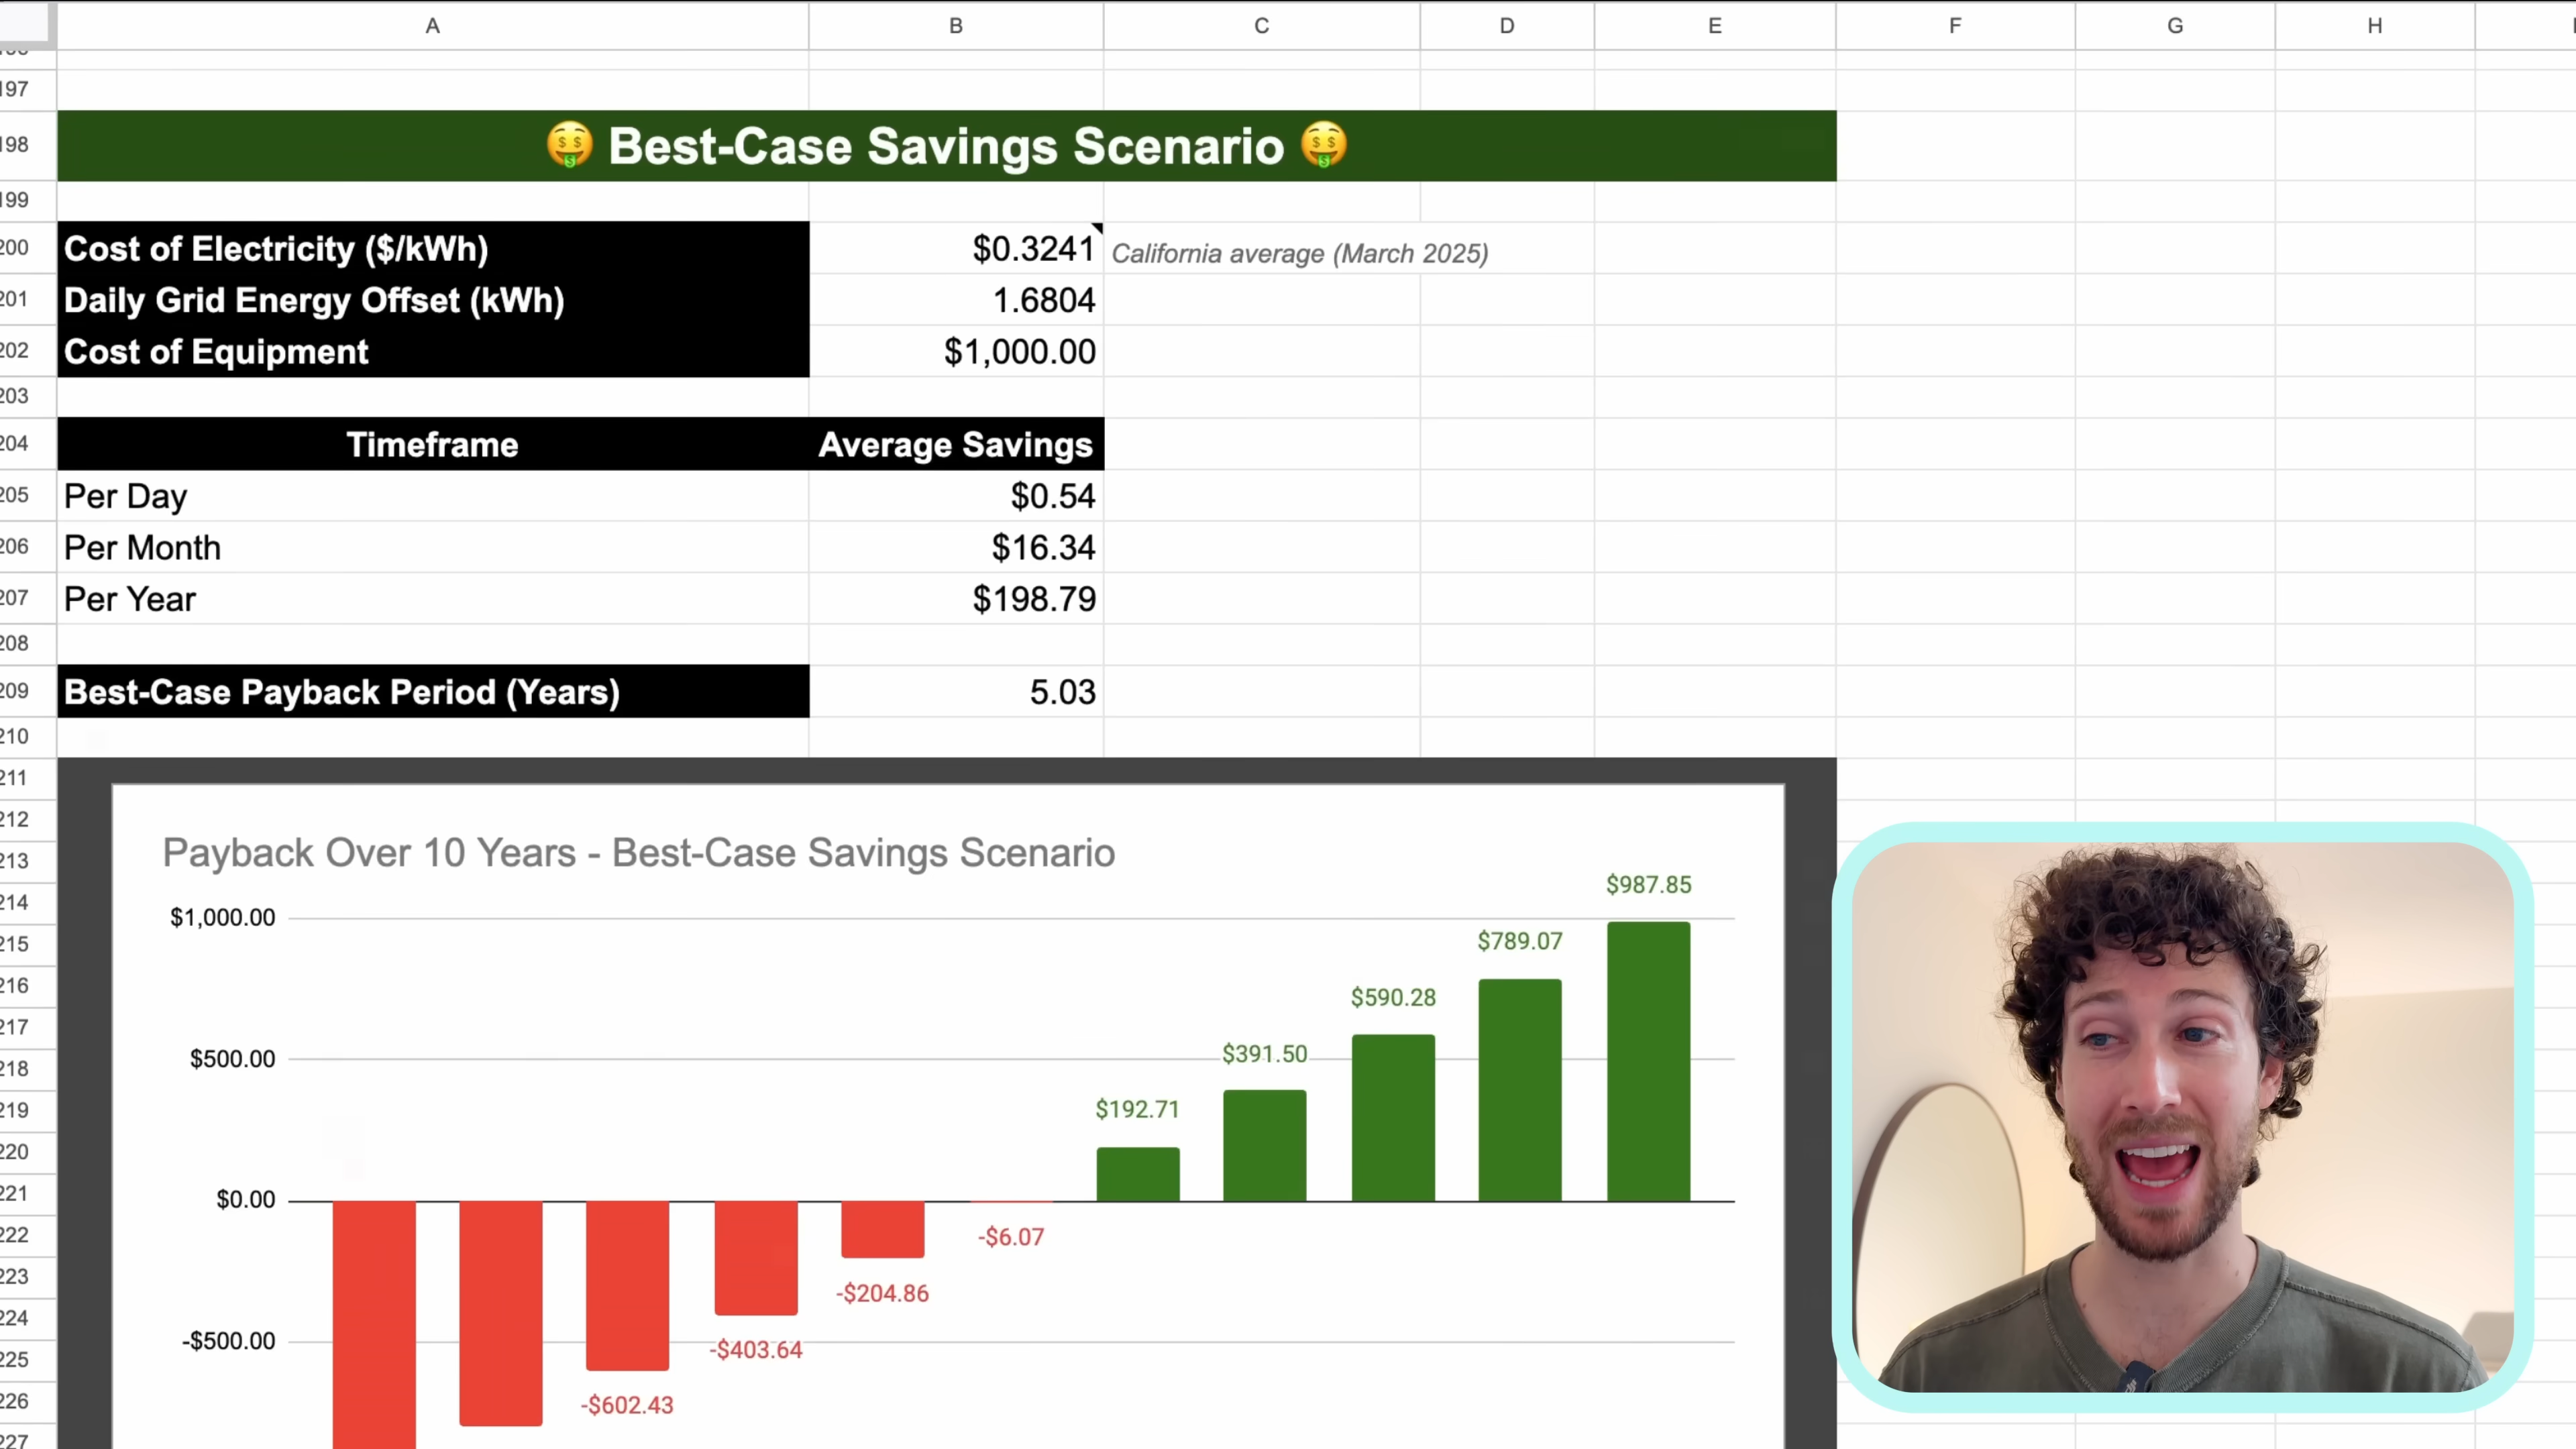 A B C D E F G H
197
198 🤑 Best-Case Savings Scenario 🤑
199
200 Cost of Electricity ($/kWh) $0.3241 California average (March 2025)
201 Daily Grid Energy Offset (kWh) 1.6804
202 Cost of Equipment $1,000.00
203
204 Timeframe Average Savings
205 Per Day $0.54
206 Per Month $16.34
207 Per Year $198.79
208
209 Best-Case Payback Period (Years) 5.03
210
211
212
213 Payback Over 10 Years - Best-Case Savings Scenario
214 $1,000.00 $987.85
215 $789.07
216 $590.28
217
218 $500.00 $391.50
219 $192.71
220
221 $0.00
222 -$6.07
223 -$204.86
224
225 -$500.00 -$403.64
226 -$602.43
227